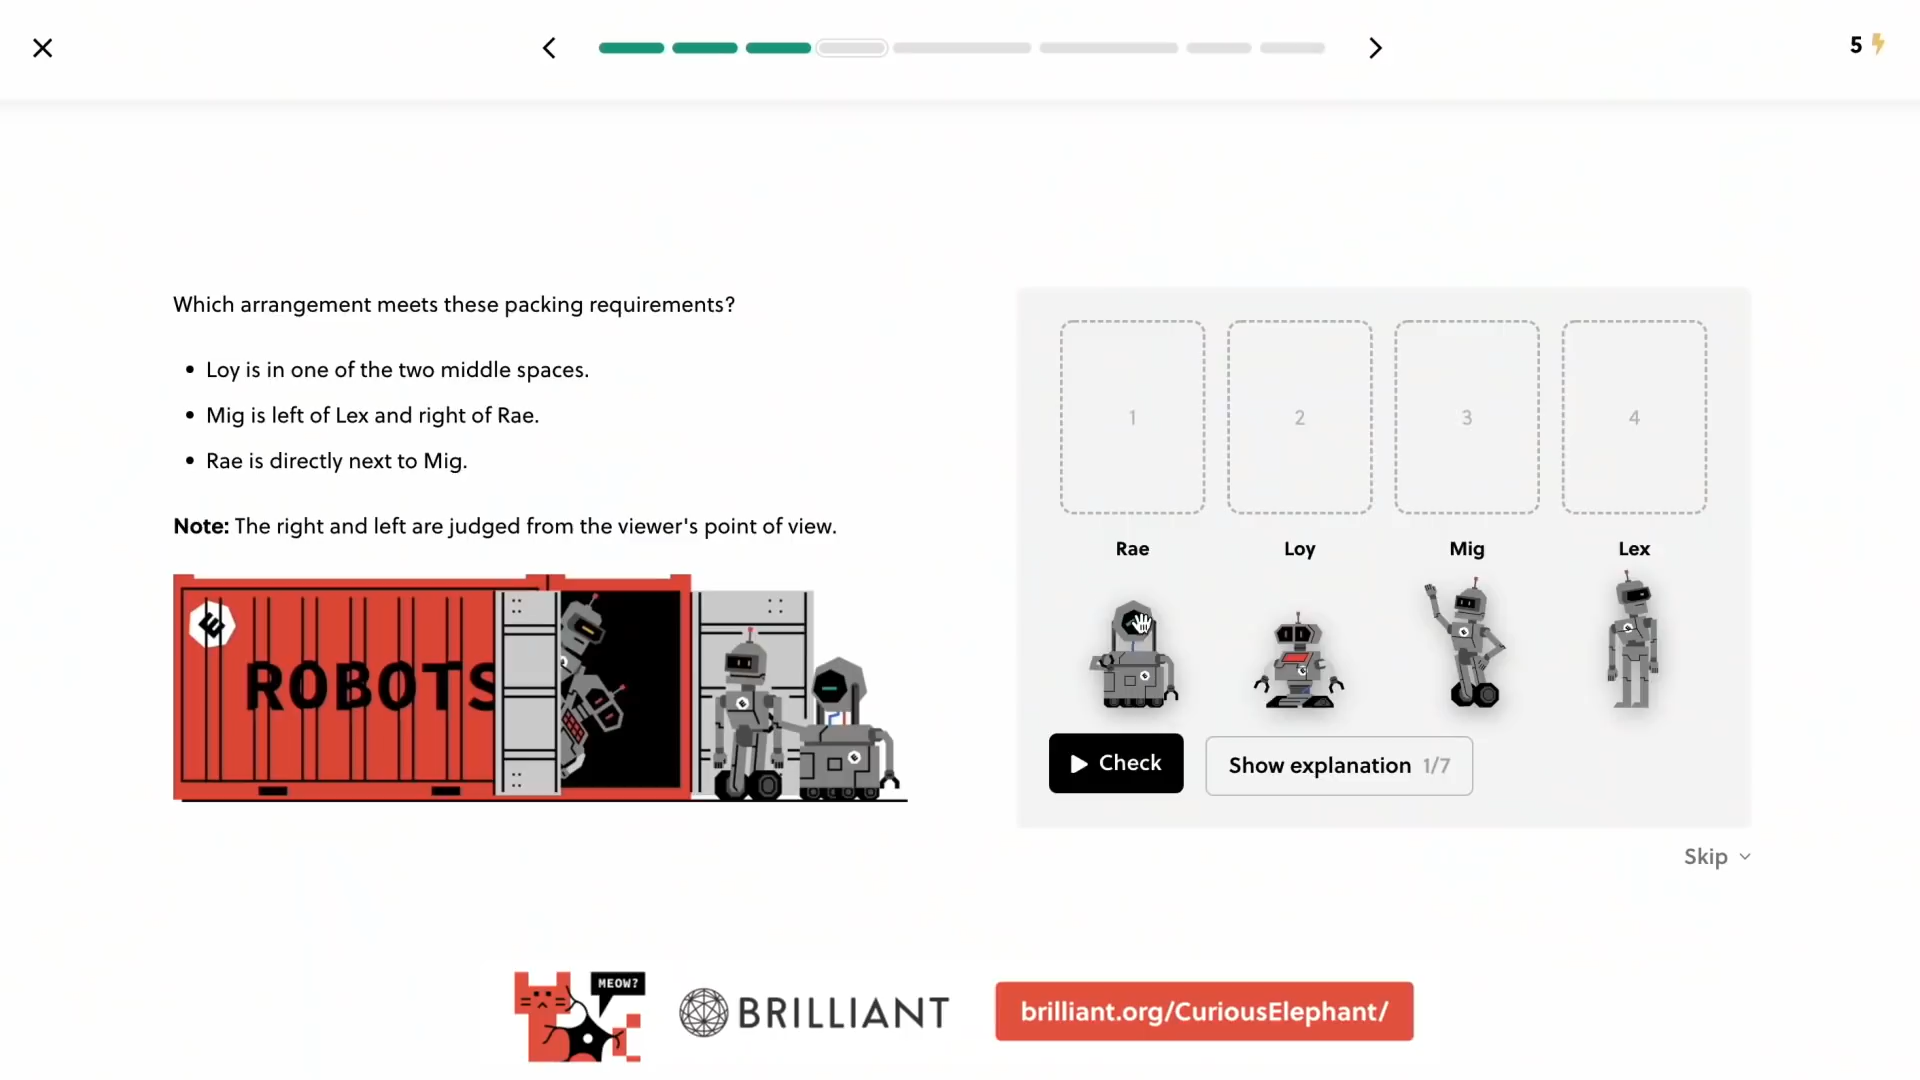 5
Which arrangement meets these packing requirements?
• Loy is in one of the two middle spaces.
• Mig is left of Lex and right of Rae.
• Rae is directly next to Mig.
Note: The right and left are judged from the viewer's point of view.
ROBOTS
1 2 3 4
Rae Loy Mig Lex
Check
Show explanation 1/7
Skip
MEOW?
BRILLIANT
brilliant.org/CuriousElephant/